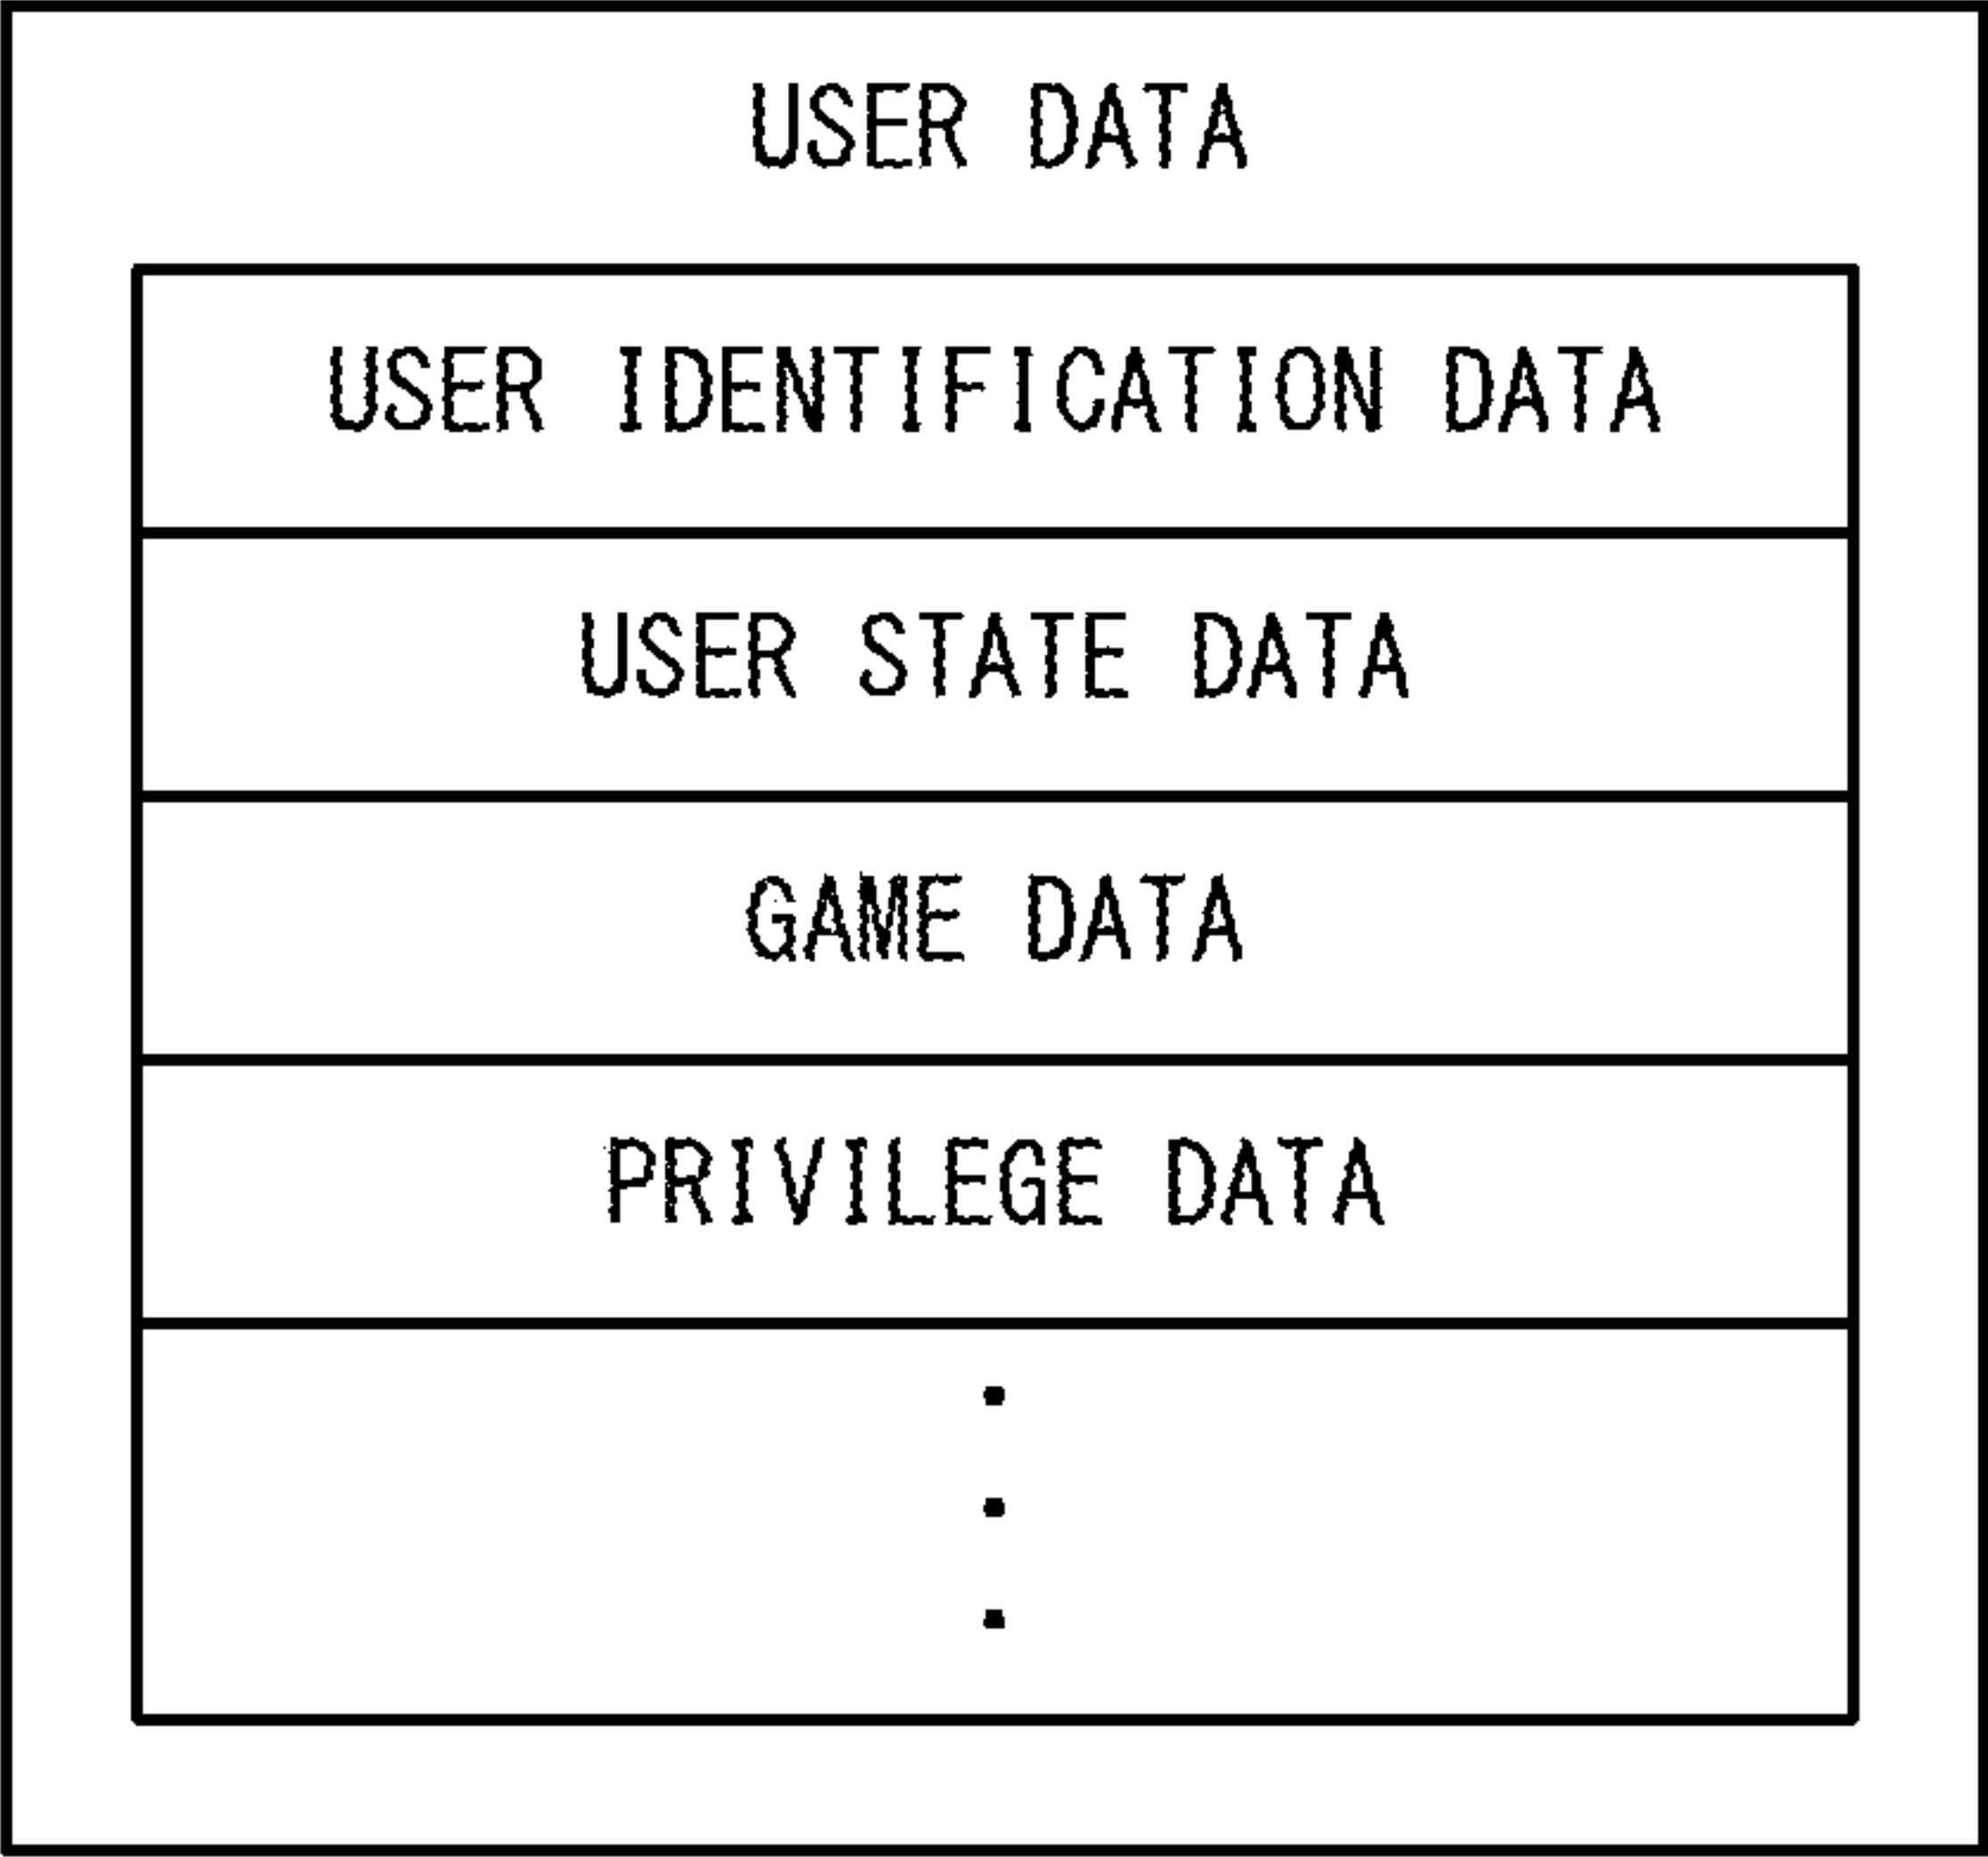 USER DATA
USER IDENTIFICATION DATA
USER STATE DATA
GAME DATA
PRIVILEGE DATA